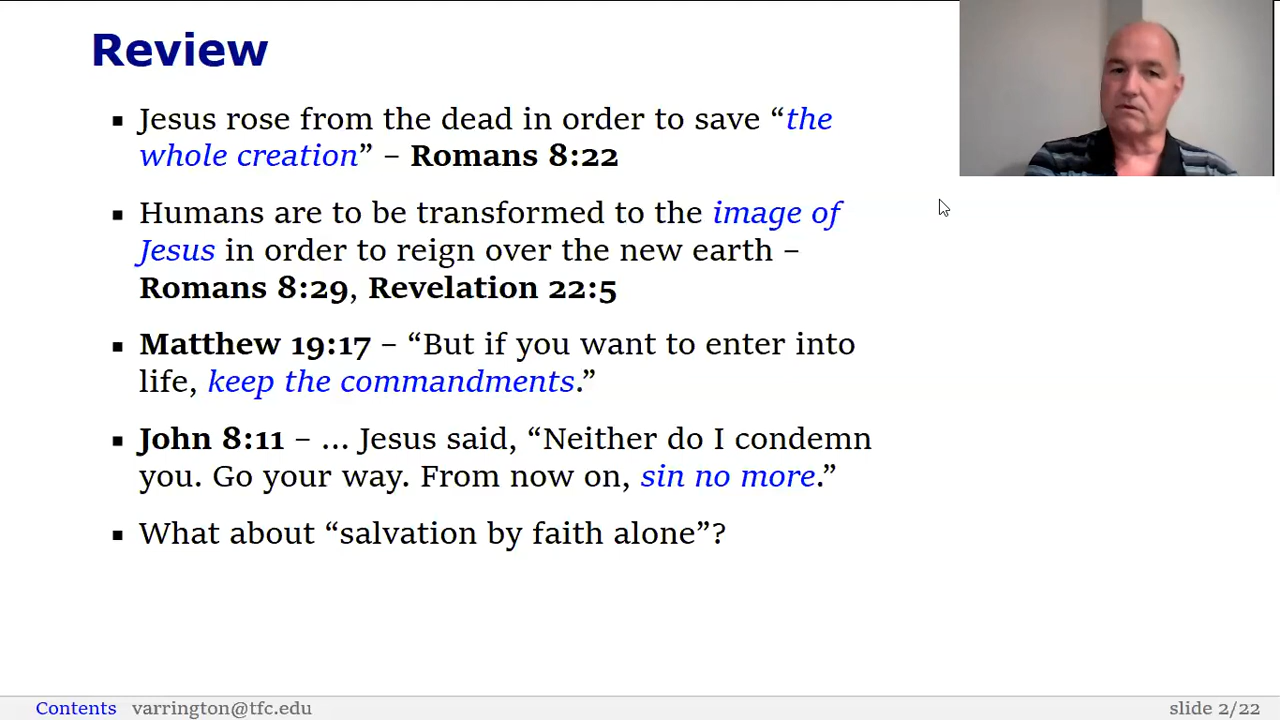 Review
▪ Jesus rose from the dead in order to save “the
whole creation” – Romans 8:22
▪ Humans are to be transformed to the image of
Jesus in order to reign over the new earth –
Romans 8:29, Revelation 22:5
▪ Matthew 19:17 – “But if you want to enter into
life, keep the commandments.”
▪ John 8:11 – … Jesus said, “Neither do I condemn
you. Go your way. From now on, sin no more.”
▪ What about “salvation by faith alone”?
Contents varrington@tfc.edu slide 2/22